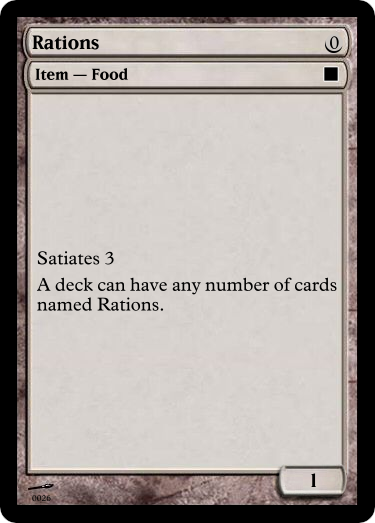 Rations 0
Item — Food
Satiates 3
A deck can have any number of cards
named Rations.
1
0026